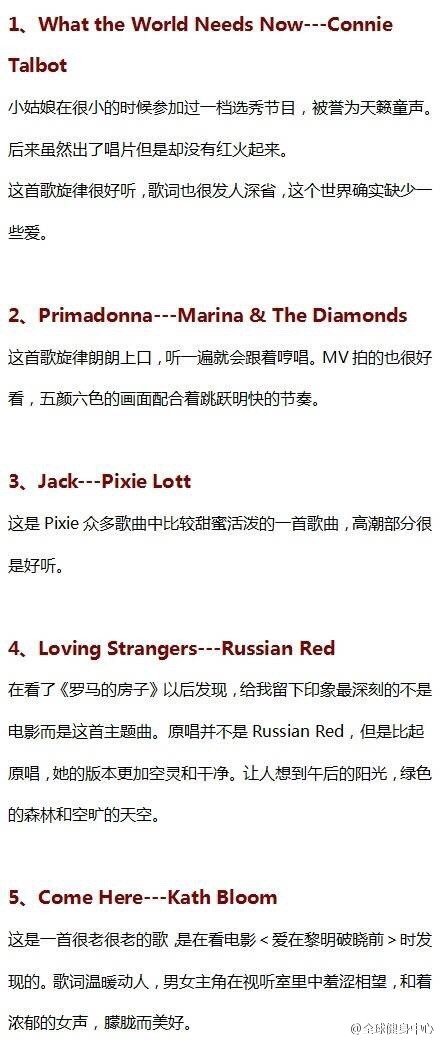 1、What the World Needs Now---Connie
Talbot
小姑娘在很小的时候参加过一档选秀节目，被誉为天籁童声。
后来虽然出了唱片但是却没有红火起来。
这首歌旋律很好听，歌词也很发人深省，这个世界确实缺少一
些爱。
2、Primadonna---Marina & The Diamonds
这首歌旋律朗朗上口，听一遍就会跟着哼唱。MV 拍的也很好
看，五颜六色的画面配合着跳跃明快的节奏。
3、Jack---Pixie Lott
这是 Pixie 众多歌曲中比较甜蜜活泼的一首歌曲，高潮部分很
是好听。
4、Loving Strangers---Russian Red
在看了《罗马的房子》以后发现，给我留下印象最深刻的不是
电影而是这首主题曲。原唱并不是 Russian Red，但是比起
原唱，她的版本更加空灵和干净。让人想到午后的阳光，绿色
的森林和空旷的天空。
5、Come Here---Kath Bloom
这是一首很老很老的歌，是在看电影＜爱在黎明破晓前＞时发
现的。歌词温暖动人，男女主角在视听室里中羞涩相望，和着
浓郁的女声，朦胧而美好。
@全球健身中心